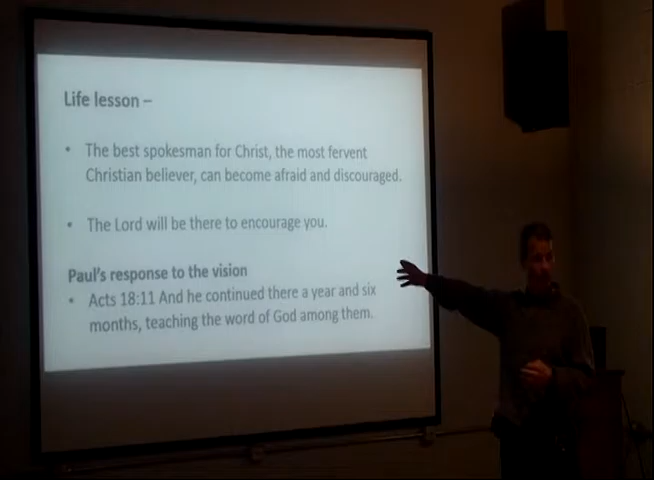 Life lesson –
• The best spokesman for Christ, the most fervent
Christian believer, can become afraid and discouraged.
• The Lord will be there to encourage you.
Paul's response to the vision
• Acts 18:11 And he continued there a year and six
months, teaching the word of God among them.